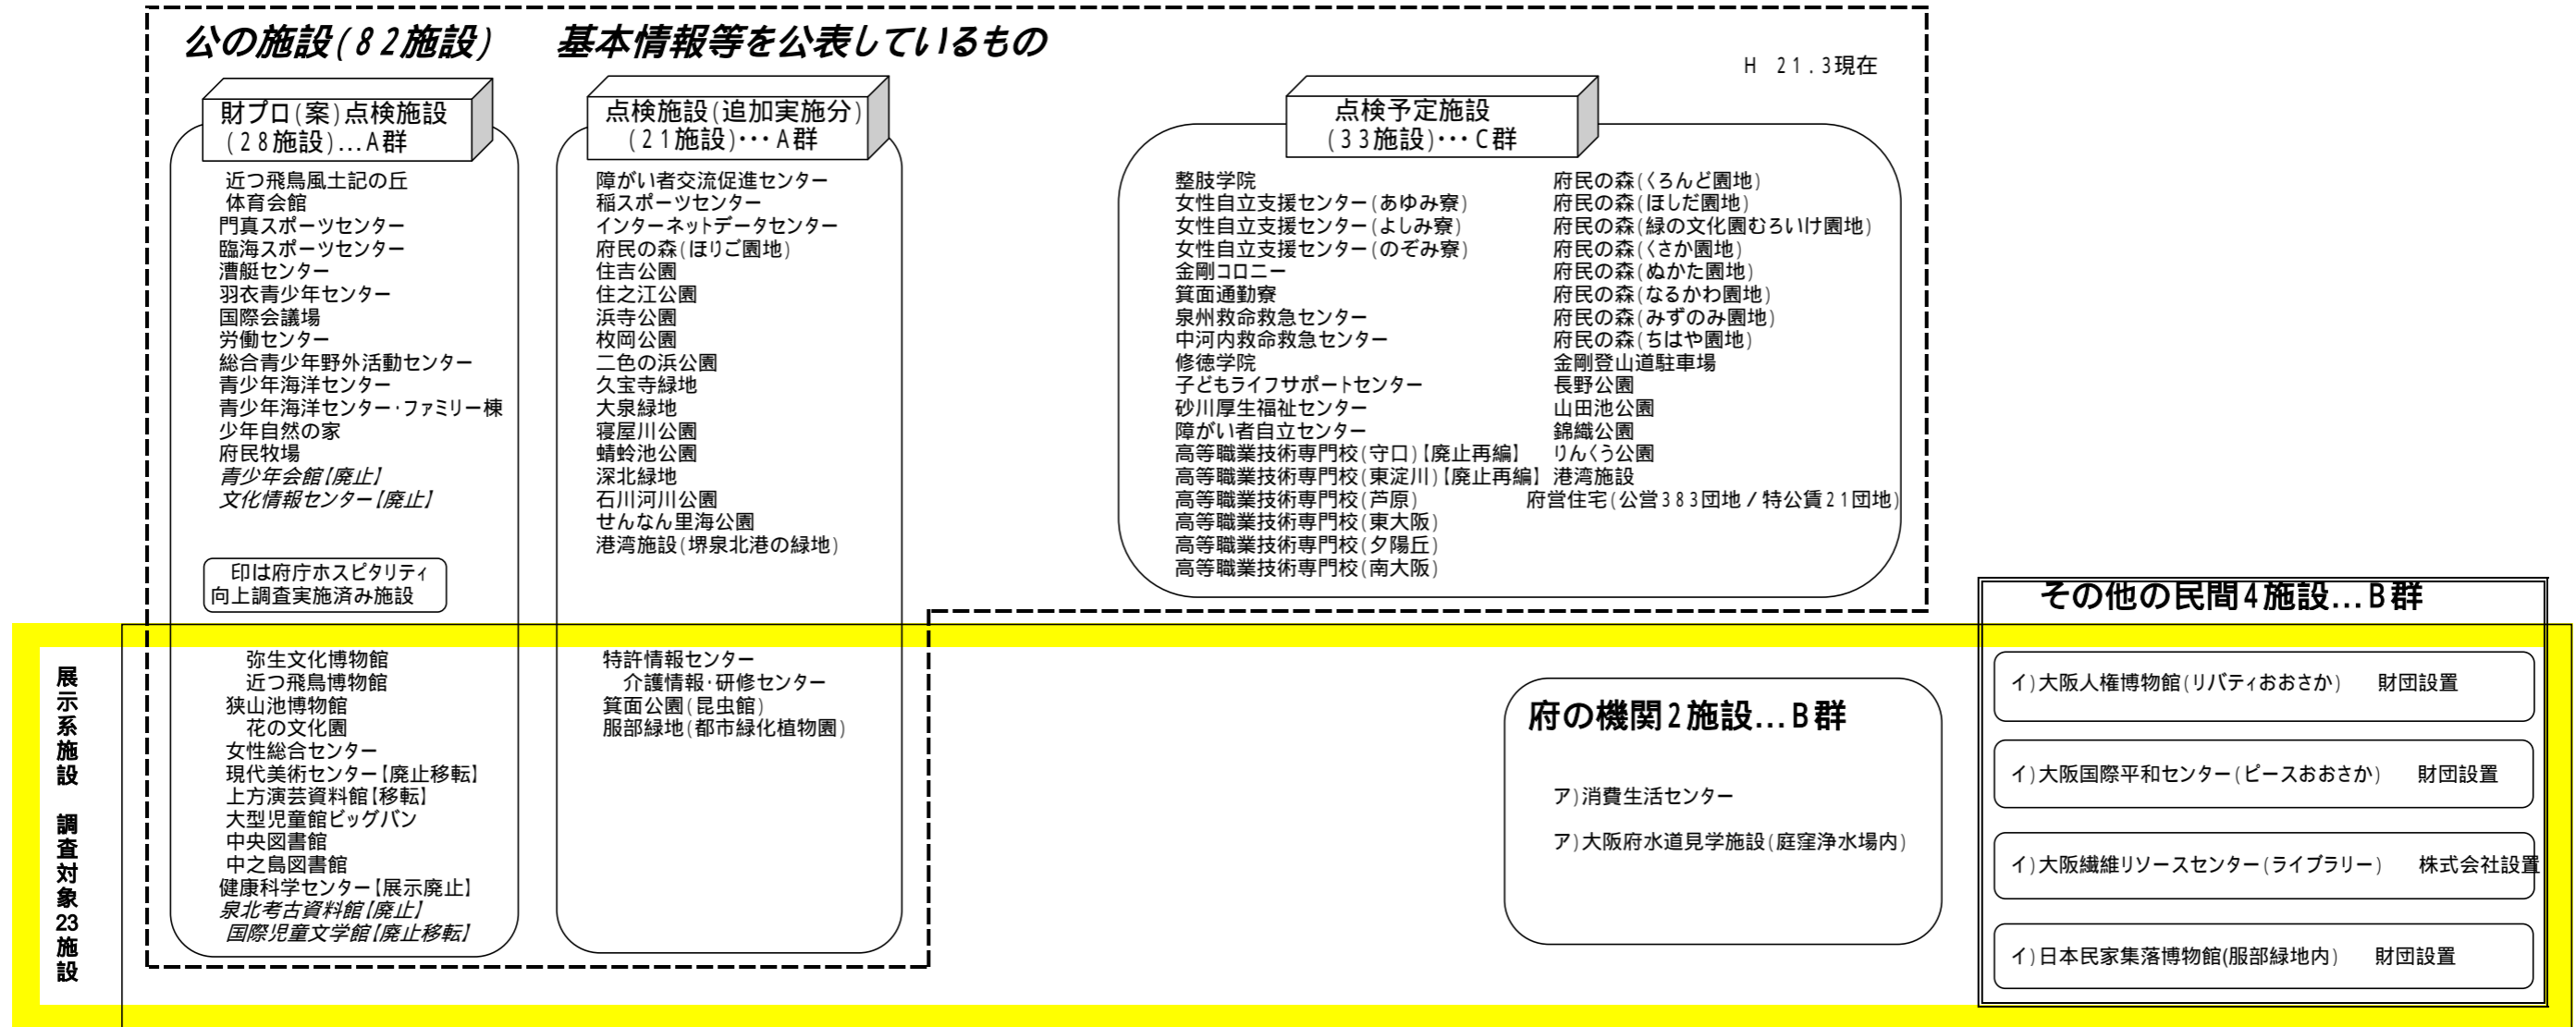 公の施設(82施設)　基本情報等を公表しているもの
H 21.3現在
財プロ(案)点検施設
(28施設)…A群
近つ飛鳥風土記の丘
体育会館
門真スポーツセンター
臨海スポーツセンター
漕艇センター
羽衣青少年センター
国際会議場
労働センター
総合青少年野外活動センター
青少年海洋センター
青少年海洋センター・ファミリー棟
少年自然の家
府民牧場
青少年会館【廃止】
文化情報センター【廃止】
印は府庁ホスピタリティ
向上調査実施済み施設
点検施設(追加実施分)
(21施設)…A群
障がい者交流促進センター
稲スポーツセンター
インターネットデータセンター
府民の森(ほりご園地)
住吉公園
住之江公園
浜寺公園
枚岡公園
二色の浜公園
久宝寺緑地
大泉緑地
寝屋川公園
蜻蛉池公園
深北緑地
石川河川公園
せんなん里海公園
港湾施設(堺泉北港の緑地)
点検予定施設
(33施設)…C群
整肢学院
女性自立支援センター(あゆみ寮)
女性自立支援センター(よしみ寮)
女性自立支援センター(のぞみ寮)
金剛コロニー
箕面通勤寮
泉州救命救急センター
中河内救命救急センター
修徳学院
子どもライフサポートセンター
砂川厚生福祉センター
障がい者自立センター
高等職業技術専門校(守口)【廃止再編】
高等職業技術専門校(東淀川)【廃止再編】
高等職業技術専門校(芦原)
高等職業技術専門校(東大阪)
高等職業技術専門校(夕陽丘)
高等職業技術専門校(南大阪)
府民の森(くろんど園地)
府民の森(ほしだ園地)
府民の森(緑の文化園むろいけ園地)
府民の森(くさか園地)
府民の森(ぬかた園地)
府民の森(なるかわ園地)
府民の森(みずのみ園地)
府民の森(ちはや園地)
金剛登山道駐車場
長野公園
山田池公園
錦織公園
りんくう公園
港湾施設
府営住宅(公営383団地/特公賃21団地)
展示系施設　調査対象23施設
弥生文化博物館
近つ飛鳥博物館
狭山池博物館
花の文化園
女性総合センター
現代美術センター【廃止移転】
上方演芸資料館【移転】
大型児童館ビッグバン
中央図書館
中之島図書館
健康科学センター【展示廃止】
泉北考古資料館【廃止】
国際児童文学館【廃止移転】
特許情報センター
介護情報・研修センター
箕面公園(昆虫館)
服部緑地(都市緑化植物園)
府の機関2施設…B群
ア)消費生活センター
ア)大阪府水道見学施設(庭窪浄水場内)
その他の民間4施設…B群
イ)大阪人権博物館(リバティおおさか)　財団設置
イ)大阪国際平和センター(ピースおおさか)　財団設置
イ)大阪繊維リソースセンター(ライブラリー)　株式会社設置
イ)日本民家集落博物館(服部緑地内)　財団設置